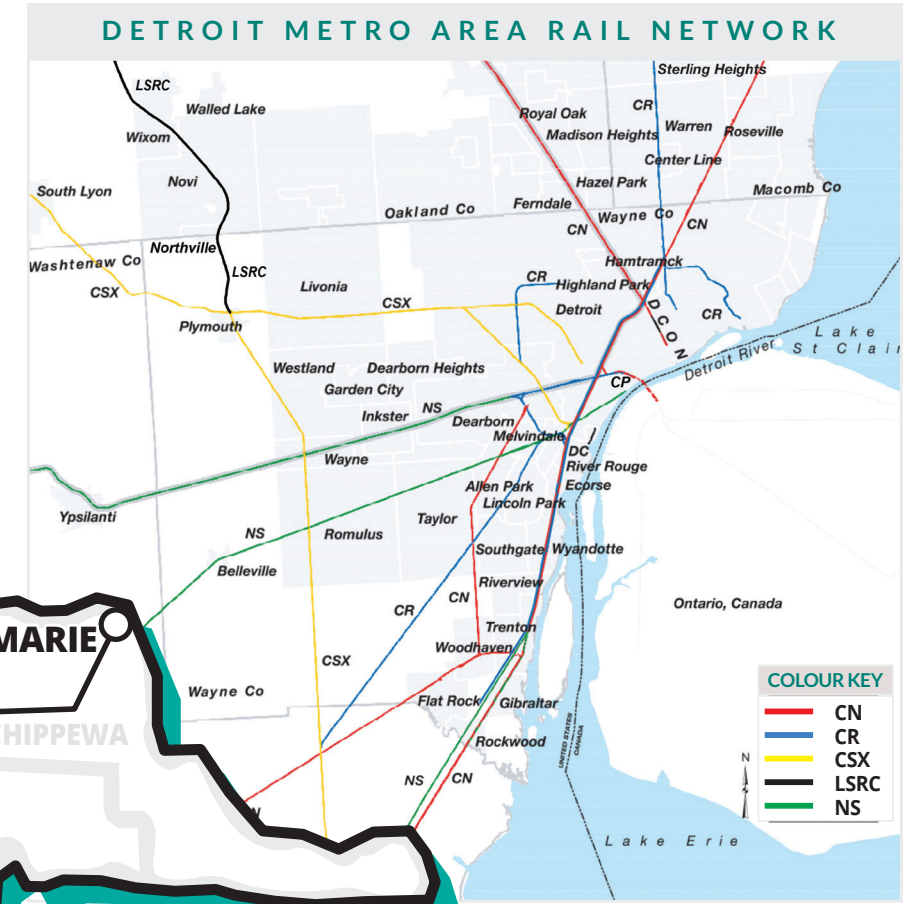 DETROIT METRO AREA RAIL NETWORK
LSRC
Sterling Heights
Walled Lake
CR
Royal Oak
Wixom
Madison Heights
Warren
Roseville
Center Line
Novi
Hazel Park
South Lyon
Macomb Co
Ferndale
Oakland Co
Wayne Co
CN
CN
Northville
Washtenaw Co
Hamtramck
LSRC
CR
Highland Park
Livonia
CSX
CSX
Detroit
DCON
CR
Plymouth
Lake
St Clair
Detroit River
Westland
Dearborn Heights
CP
Garden City
NS
Inkster
Dearborn
Melvindale
Wayne
DC
River Rouge
Allen Park
Ecorse
Lincoln Park
Ypsilanti
Taylor
NS
Romulus
Southgate
Wyandotte
Belleville
Riverview
CR
CN
Ontario, Canada
Trenton
MARIE
Woodhaven
CSX
COLOUR KEY
Wayne Co
Flat Rock
Gibraltar
CN
CR
CSX
LSRC
NS
CHIPPEWA
Rockwood
UNITED STATES
CANADA
N
NS
CN
N
Lake Erie